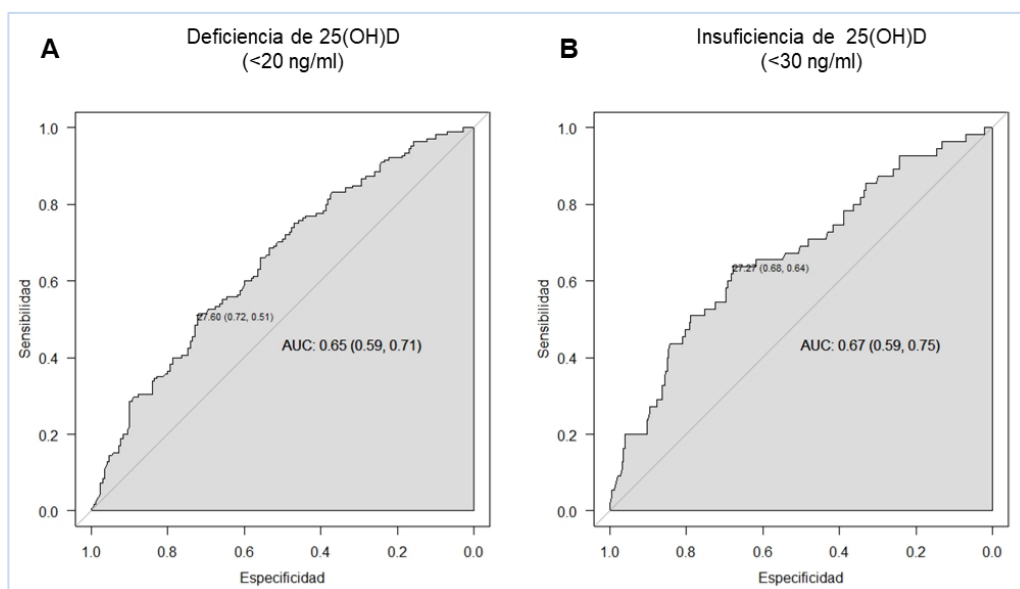 A
Deficiencia de 25(OH)D
(<20 ng/ml)
1.0
0.8
0.6
0.4
0.2
0.0
Sensibilidad
27.60 (0.72, 0.51)
AUC: 0.65 (0.59, 0.71)
1.0 0.8 0.6 0.4 0.2 0.0
Especificidad
B
Insuficiencia de 25(OH)D
(<30 ng/ml)
1.0
0.8
0.6
0.4
0.2
0.0
Sensibilidad
27.27 (0.68, 0.64)
AUC: 0.67 (0.59, 0.75)
1.0 0.8 0.6 0.4 0.2 0.0
Especificidad